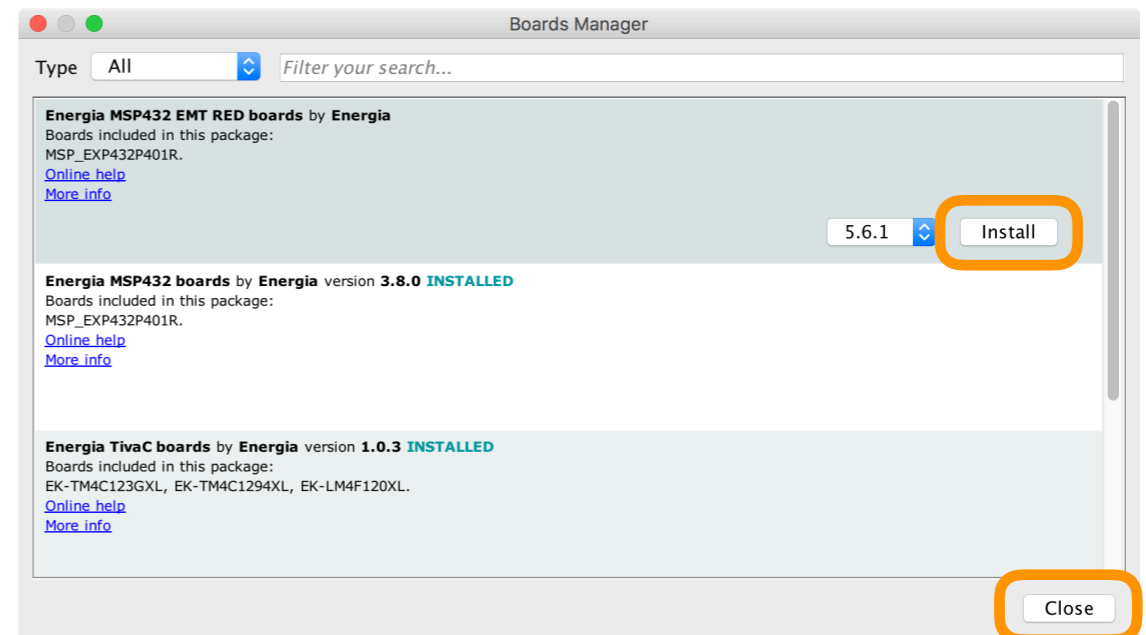 Boards Manager
Type All Filter your search...
Energia MSP432 EMT RED boards by Energia
Boards included in this package:
MSP_EXP432P401R.
Online help
More info
5.6.1 Install
Energia MSP432 boards by Energia version 3.8.0 INSTALLED
Boards included in this package:
MSP_EXP432P401R.
Online help
More info
Energia TivaC boards by Energia version 1.0.3 INSTALLED
Boards included in this package:
EK-TM4C123GXL, EK-TM4C1294XL, EK-LM4F120XL.
Online help
More info
Close